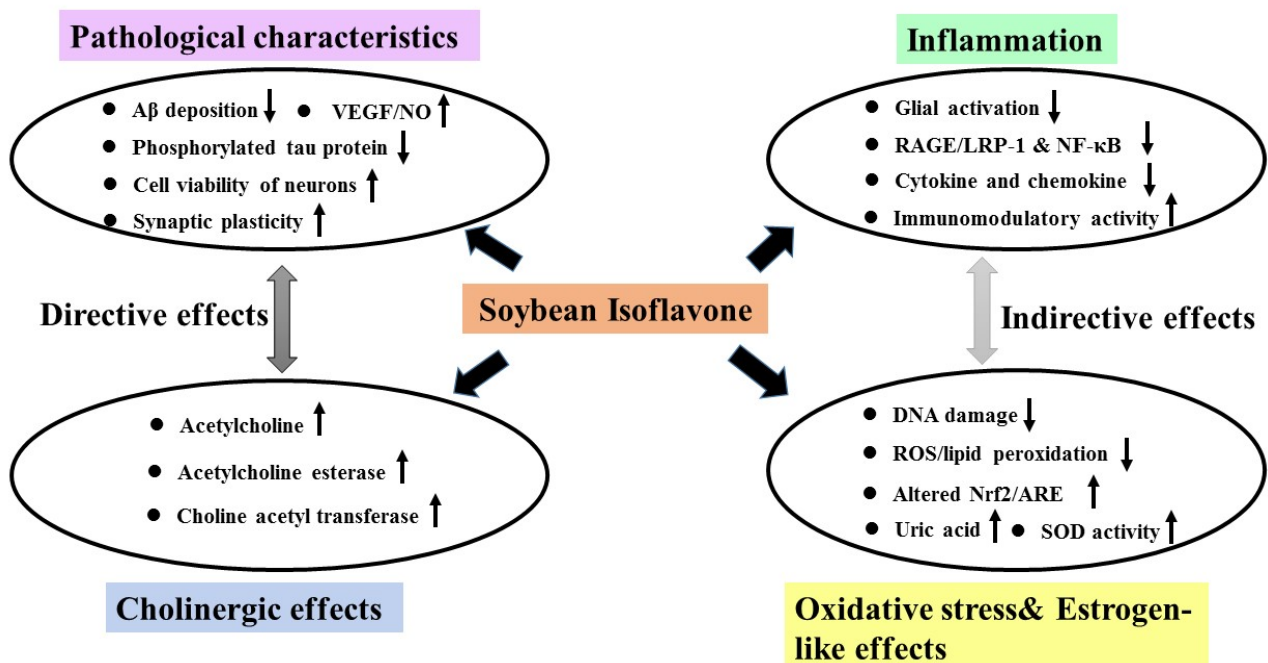 Pathological characteristics
Aβ deposition ↓ ● VEGF/NO ↑
● Phosphorylated tau protein ↓
● Cell viability of neurons ↑
● Synaptic plasticity ↑
Inflammation
● Glial activation ↓
● RAGE/LRP-1 & NF-κB ↓
● Cytokine and chemokine ↓
● Immunomodulatory activity ↑
Directive effects
Soybean Isoflavone
Indirective effects
● Acetylcholine ↑
● Acetylcholine esterase ↑
● Choline acetyl transferase ↑
Cholinergic effects
● DNA damage ↓
● ROS/lipid peroxidation ↓
● Altered Nrf2/ARE ↑
● Uric acid ↑ ● SOD activity ↑
Oxidative stress& Estrogen-
like effects